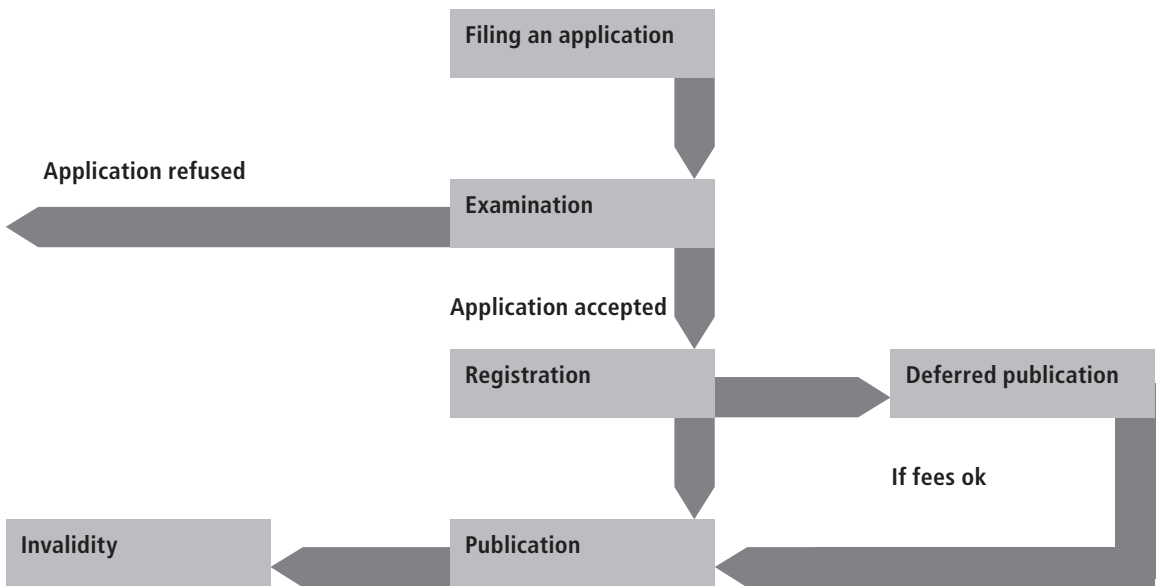 Filing an application
Application refused
Examination
Application accepted
Registration
Deferred publication
If fees ok
Invalidity
Publication